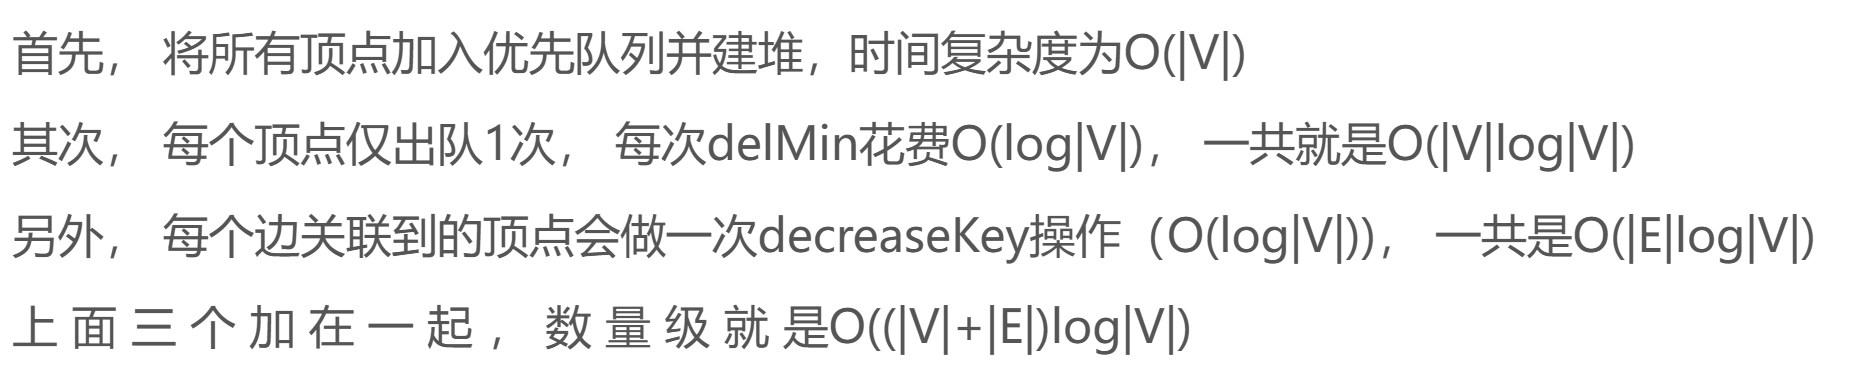 首先， 将所有顶点加入优先队列并建堆，时间复杂度为O(|V|)
其次， 每个顶点仅出队1次， 每次delMin花费O(log|V|)， 一共就是O(|V|log|V|)
另外， 每个边关联到的顶点会做一次decreaseKey操作（O(log|V|))， 一共是O(|E|log|V|)
上 面 三 个 加 在 一 起 ， 数 量 级 就 是O((|V|+|E|)log|V|)